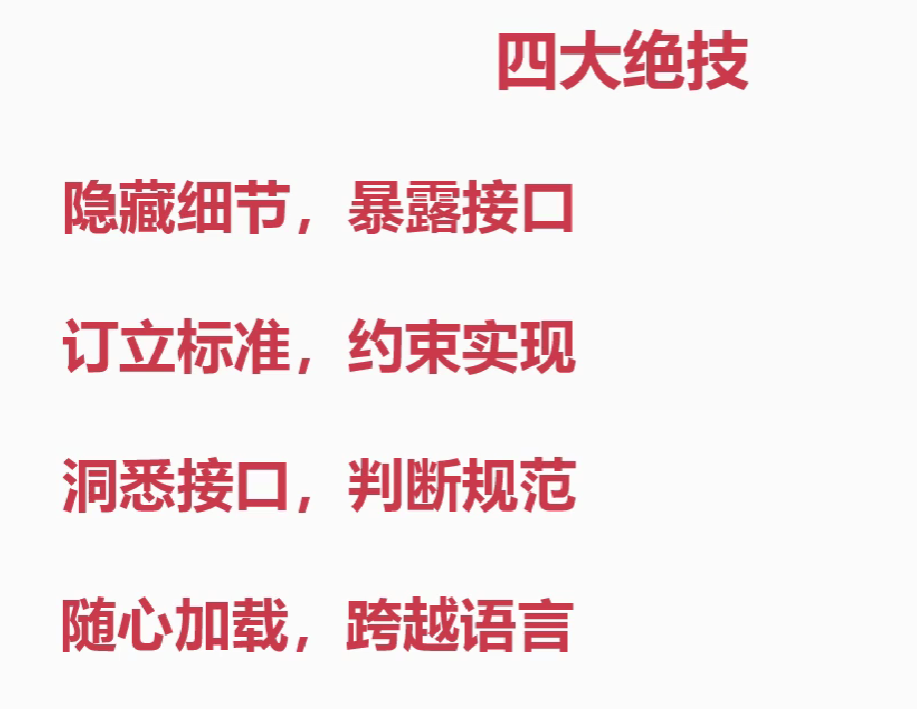 四大绝技
隐藏细节，暴露接口
订立标准，约束实现
洞悉接口，判断规范
随心加载，跨越语言